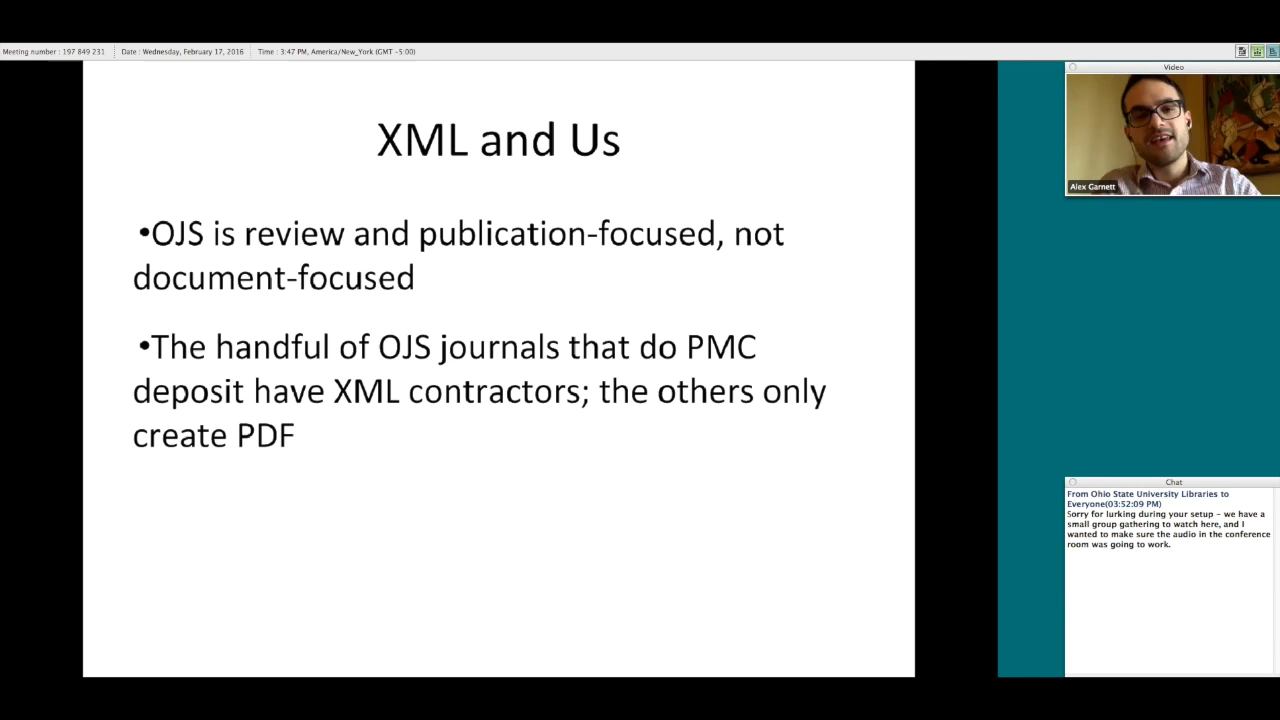 Meeting number : 197 849 231 Date : Wednesday, February 17, 2016 Time : 3:47 PM, America/New_York (GMT -5:00)
XML and Us
•OJS is review and publication-focused, not
document-focused
•The handful of OJS journals that do PMC
deposit have XML contractors; the others only
create PDF
Video
Alex Garnett
Chat
From Ohio State University Libraries to
Everyone(03:52:09 PM)
Sorry for lurking during your setup - we have a
small group gathering to watch here, and I
wanted to make sure the audio in the conference
room was going to work.